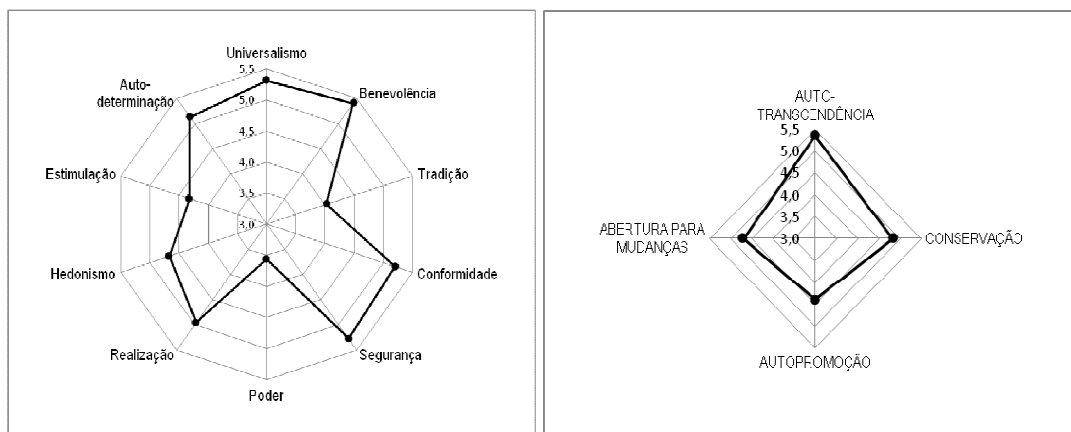 Universalismo
5,5
Auto-
determinação
Benevolência
5,0
4,5
Estimulação
4,0
Tradição
3,5
3,0
Hedonismo
Conformidade
Realização
Segurança
Poder
AUTO-
TRANSCENDÊNCIA
5,5
5,0
4,5
4,0
3,5
3,0
ABERTURA PARA
MUDANÇAS
CONSERVAÇÃO
AUTOPROMOÇÃO